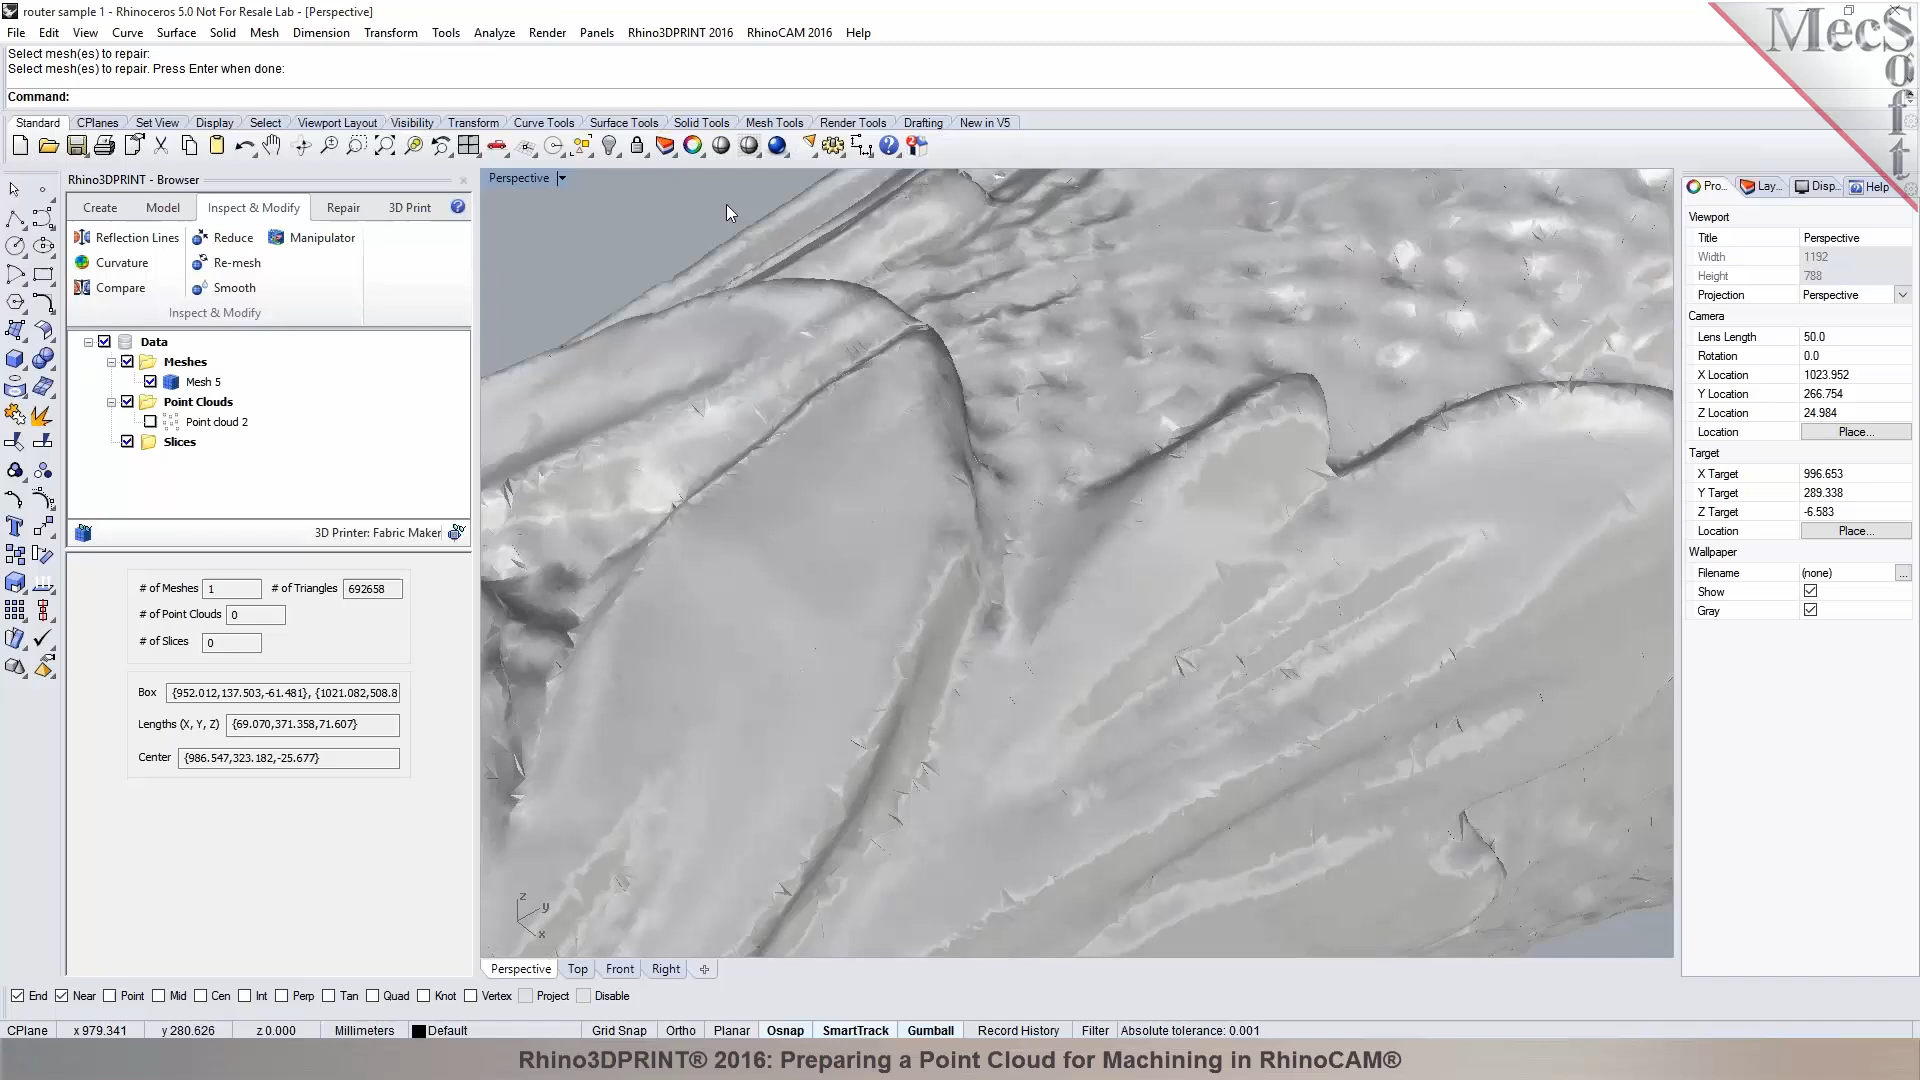 router sample 1 - Rhinoceros 5.0 Not For Resale Lab - [Perspective]
File Edit View Curve Surface Solid Mesh Dimension Transform Tools Analyze Render Panels Rhino3DPRINT 2016 RhinoCAM 2016 Help
Select mesh(es) to repair:
Select mesh(es) to repair. Press Enter when done:
Command:
MecSoft
Standard CPlanes Set View Display Select Viewport Layout Visibility Transform Curve Tools Surface Tools Solid Tools Mesh Tools Render Tools Drafting New in V5
Rhino3DPRINT - Browser
Create Model Inspect & Modify Repair 3D Print
Reflection Lines Reduce Manipulator
Curvature Re-mesh
Compare Smooth
Inspect & Modify
Data
Meshes
Mesh 5
Point Clouds
Point cloud 2
Slices
3D Printer: Fabric Maker
# of Meshes 1 # of Triangles 692658
# of Point Clouds 0
# of Slices 0
Box {952.012,137.503,-61.481}, {1021.082,508.8
Lengths (X, Y, Z) {69.070,371.358,71.607}
Center {986.547,323.182,-25.677}
Perspective
z
y
x
Perspective Top Front Right
Pro... Lay... Disp... Help
Viewport
Title Perspective
Width 1192
Height 788
Projection Perspective
Camera
Lens Length 50.0
Rotation 0.0
X Location 1023.952
Y Location 266.754
Z Location 24.984
Location Place...
Target
X Target 996.653
Y Target 289.338
Z Target -6.583
Location Place...
Wallpaper
Filename (none) ...
Show
Gray
End Near Point Mid Cen Int Perp Tan Quad Knot Vertex Project Disable
CPlane x 979.341 y 280.626 z 0.000 Millimeters Default Grid Snap Ortho Planar Osnap SmartTrack Gumball Record History Filter Absolute tolerance: 0.001
Rhino3DPRINT® 2016: Preparing a Point Cloud for Machining in RhinoCAM®